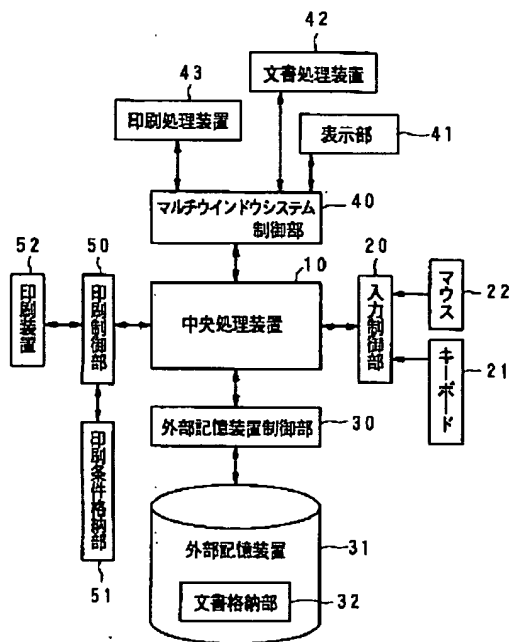 42
43
文書処理装置
印刷処理装置
表示部
41
マルチウインドウシステム
制御部
40
52
50
10
20
印刷装置
印刷制御部
中央処理装置
入力制御部
マウス
22
キーボード
21
外部記憶装置制御部
30
印刷条件格納部
51
外部記憶装置
31
文書格納部
32